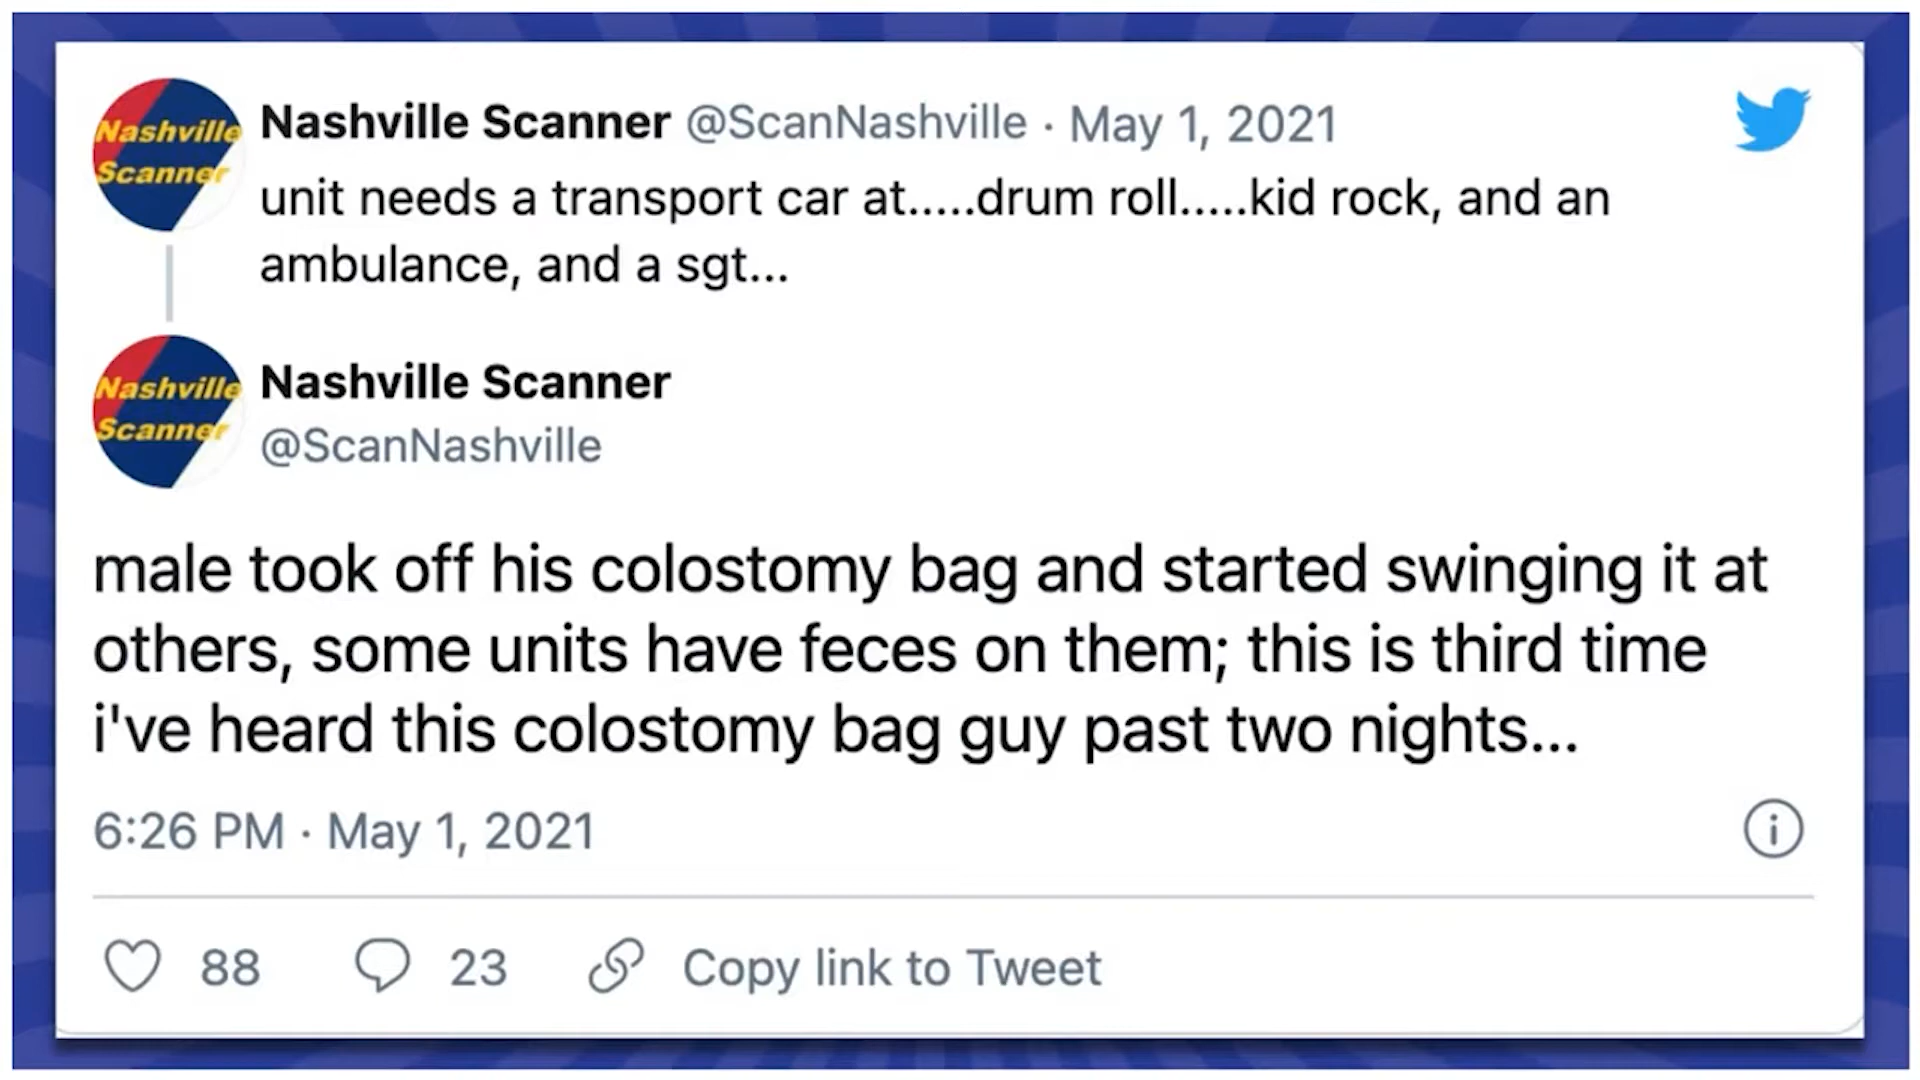 Nashville Scanner
Nashville Scanner @ScanNashville · May 1, 2021
unit needs a transport car at.....drum roll.....kid rock, and an
ambulance, and a sgt...
Nashville Scanner
Nashville Scanner
@ScanNashville
male took off his colostomy bag and started swinging it at
others, some units have feces on them; this is third time
i've heard this colostomy bag guy past two nights...
6:26 PM · May 1, 2021
88 23 Copy link to Tweet